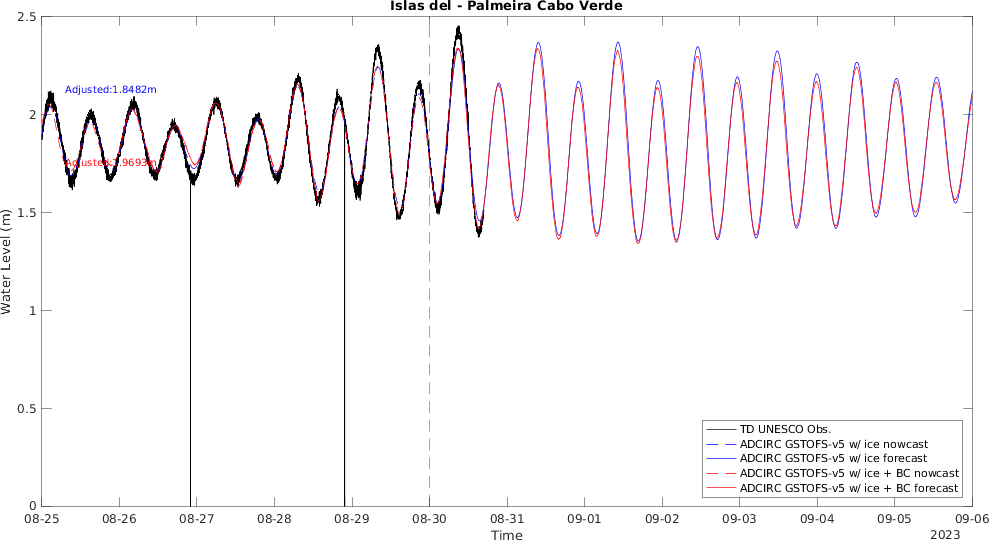 Islas del - Palmeira Cabo Verde
2.5
2
1.5
1
0.5
0
Water Level (m)
Adjusted:1.8482m
Adjusted:1.9693m
TD UNESCO Obs.
ADCIRC GSTOFS-v5 w/ ice nowcast
ADCIRC GSTOFS-v5 w/ ice forecast
ADCIRC GSTOFS-v5 w/ ice + BC nowcast
ADCIRC GSTOFS-v5 w/ ice + BC forecast
08-25 08-26 08-27 08-28 08-29 08-30 08-31 09-01 09-02 09-03 09-04 09-05 09-06
Time
2023